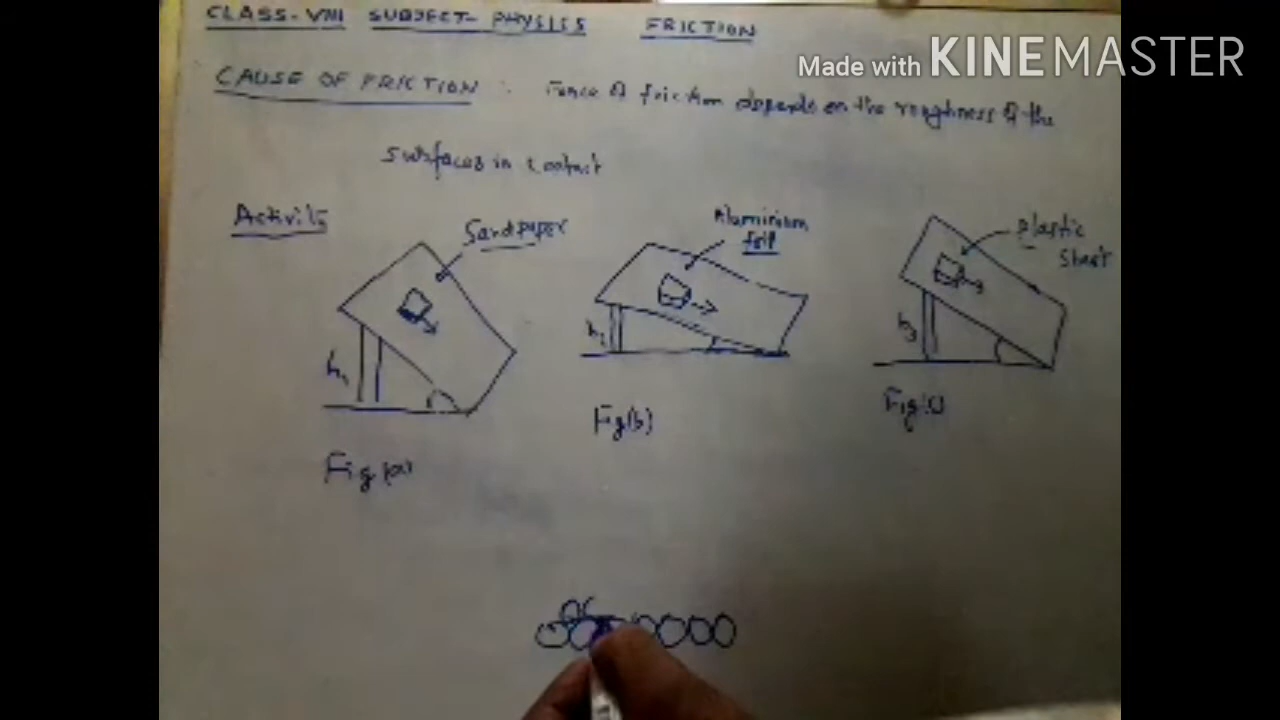 CLASS-VIII SUBJECT- PHYSICS FRICTION
Made with KINEMASTER
CAUSE OF FRICTION : Force of friction depends on the roughness of the
surfaces in contact
Activity
Sandpaper
Aluminium
foil
Plastic
Sheet
h1
h2
h3
Fig(a)
Fig(b)
Fig(c)